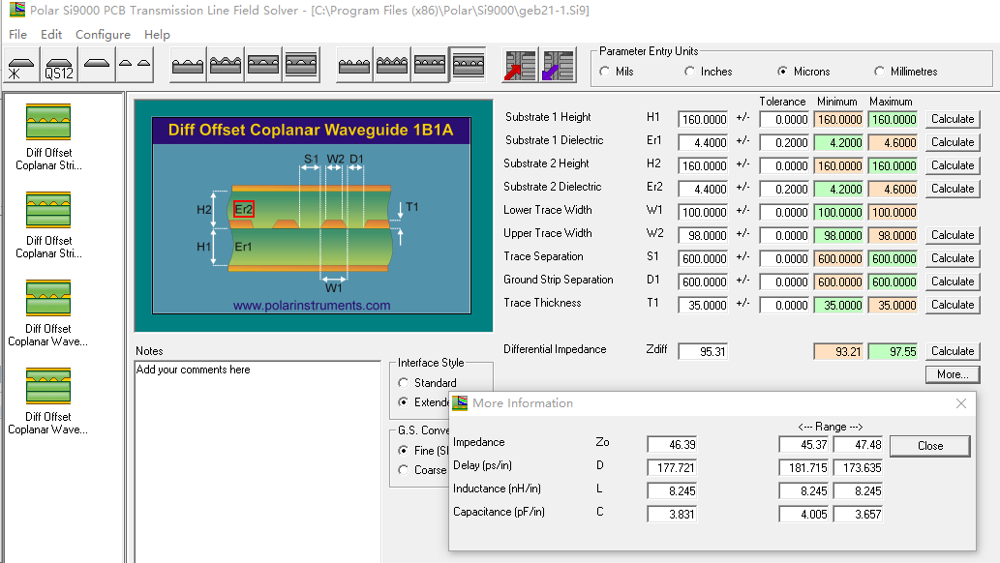 Polar Si9000 PCB Transmission Line Field Solver - [C:\Program Files (x86)\Polar\Si9000\geb21-1.Si9]
File Edit Configure Help
QS12
Parameter Entry Units
Mils Inches Microns Millimetres
Diff Offset
Coplanar Stri...
Diff Offset
Coplanar Stri...
Diff Offset
Coplanar Wave...
Diff Offset
Coplanar Wave...
Diff Offset Coplanar Waveguide 1B1A
S1 W2 D1
H2 Er2 T1
H1 Er1
W1
www.polarinstruments.com
Tolerance Minimum Maximum
Substrate 1 Height H1 160.0000 +/- 0.0000 160.0000 160.0000 Calculate
Substrate 1 Dielectric Er1 4.4000 +/- 0.2000 4.2000 4.6000 Calculate
Substrate 2 Height H2 160.0000 +/- 0.0000 160.0000 160.0000 Calculate
Substrate 2 Dielectric Er2 4.4000 +/- 0.2000 4.2000 4.6000 Calculate
Lower Trace Width W1 100.0000 +/- 0.0000 100.0000 100.0000
Upper Trace Width W2 98.0000 +/- 0.0000 98.0000 98.0000 Calculate
Trace Separation S1 600.0000 +/- 0.0000 600.0000 600.0000 Calculate
Ground Strip Separation D1 600.0000 +/- 0.0000 600.0000 600.0000 Calculate
Trace Thickness T1 35.0000 +/- 0.0000 35.0000 35.0000 Calculate
Differential Impedance Zdiff 95.31 93.21 97.55 Calculate
More...
Notes
Add your comments here
Interface Style
Standard
Extende
G.S. Conve
Fine (Sl
Coarse
More Information
<--- Range --->
Impedance Zo 46.39 45.37 47.48 Close
Delay (ps/in) D 177.721 181.715 173.635
Inductance (nH/in) L 8.245 8.245 8.245
Capacitance (pF/in) C 3.831 4.005 3.657